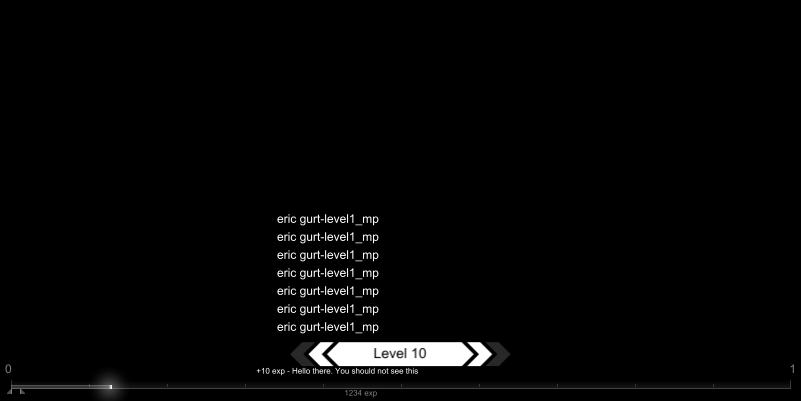 eric gurt-level1_mp
eric gurt-level1_mp
eric gurt-level1_mp
eric gurt-level1_mp
eric gurt-level1_mp
eric gurt-level1_mp
eric gurt-level1_mp
Level 10
0
+10 exp - Hello there. You should not see this
1
1234 exp